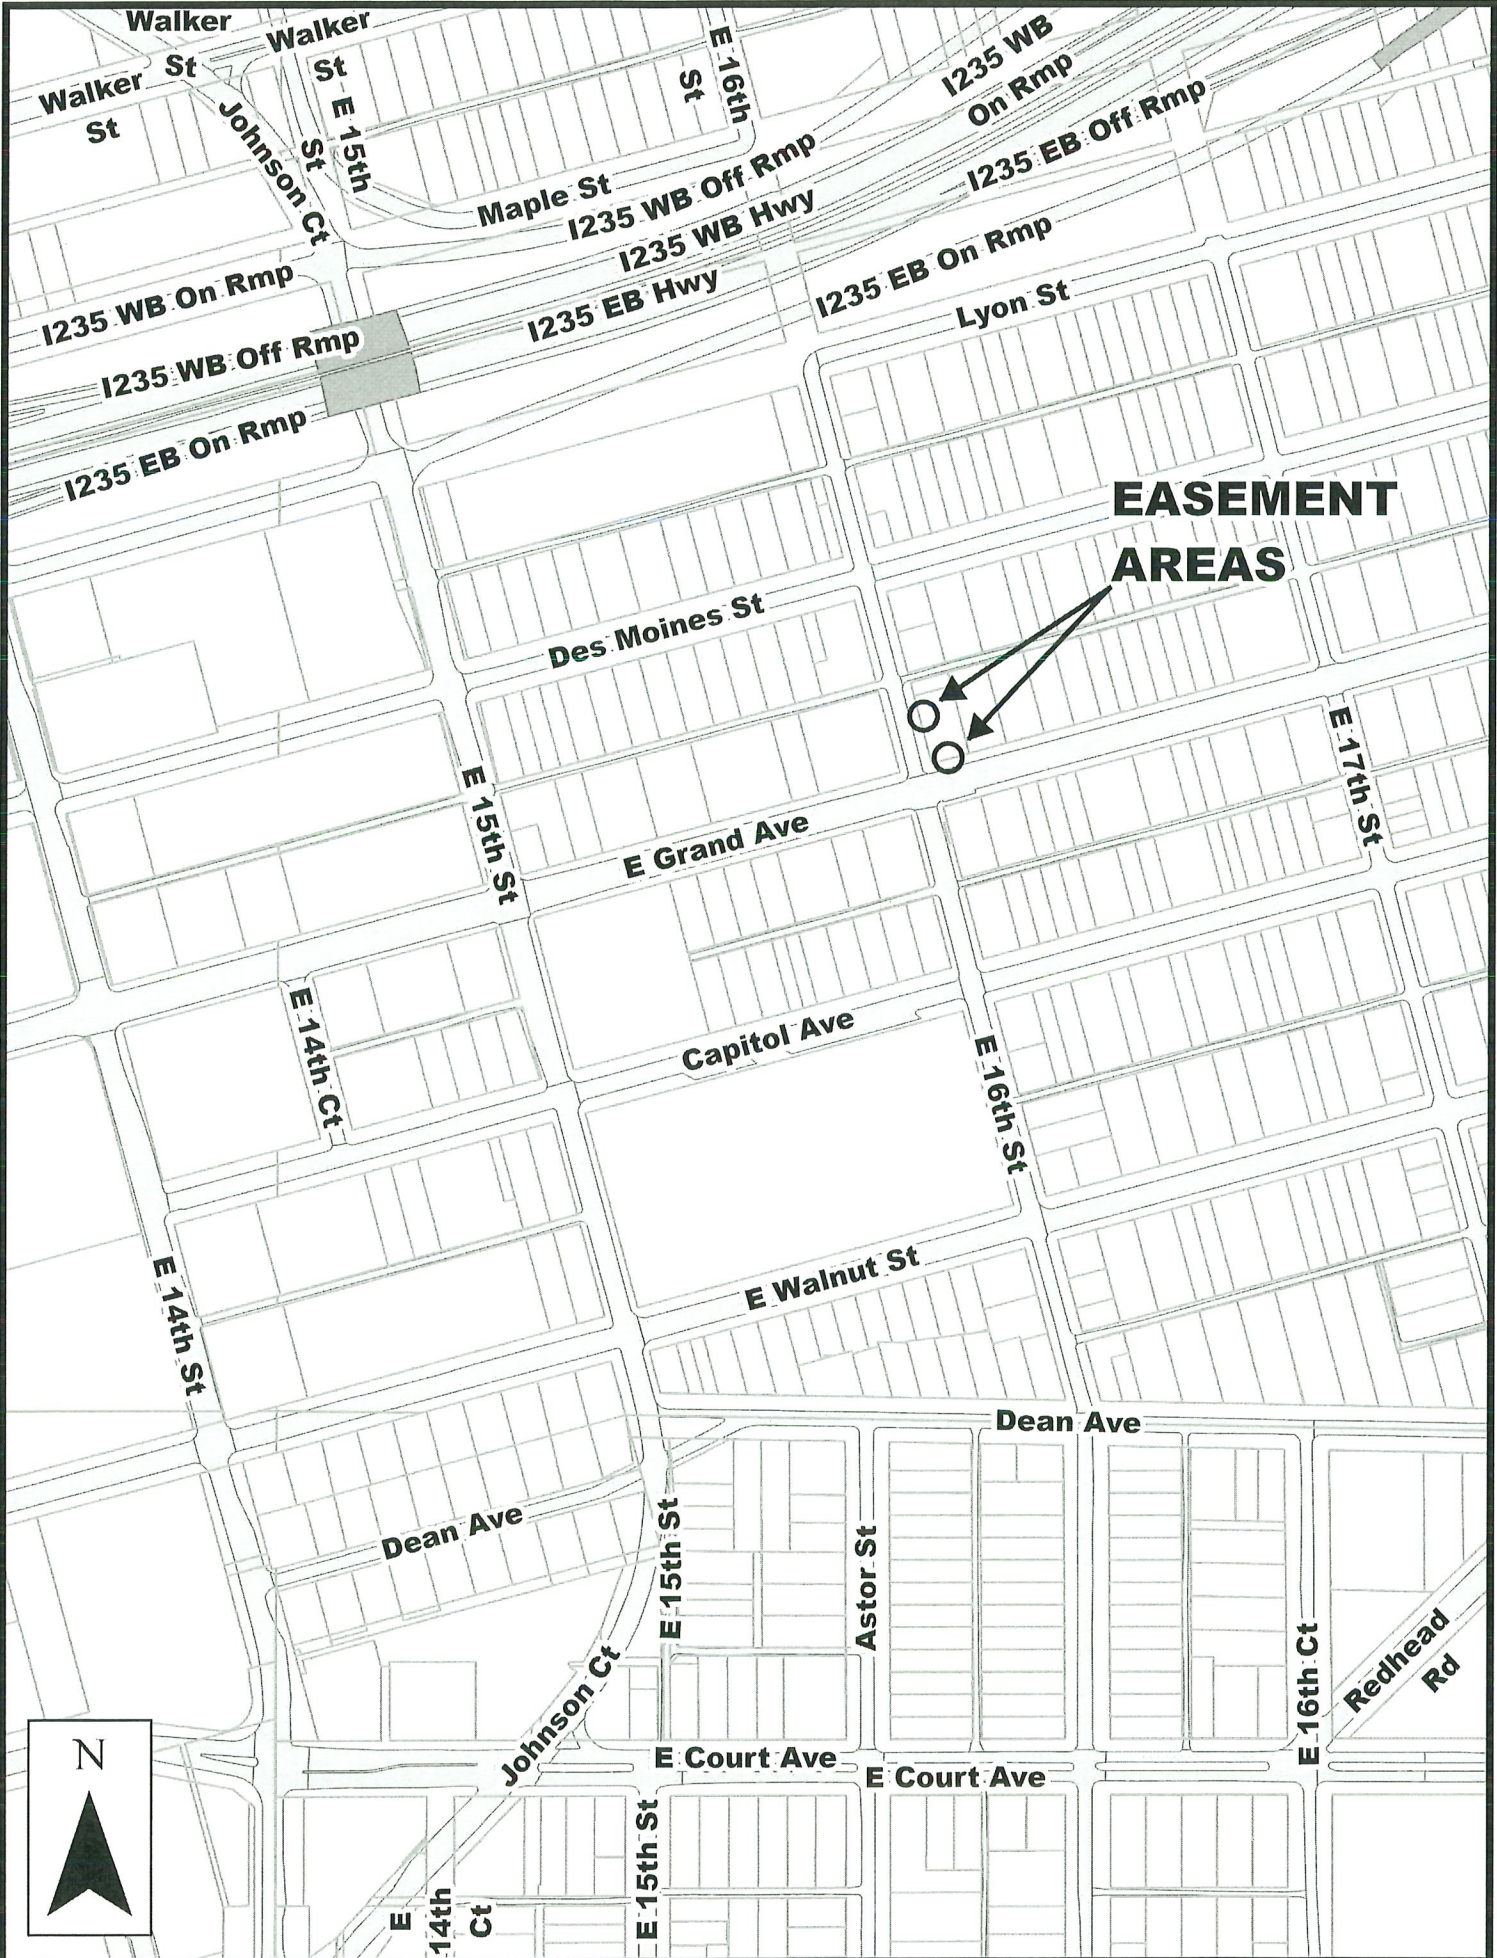 Walker
St
Walker
St
Walker
St
E 15th
St
Johnson Ct
E 16th
St
I235 WB
On Rmp
I235 EB Off Rmp
Maple St
I235 WB Off Rmp
I235 WB Hwy
I235 EB Hwy
I235 EB On Rmp
Lyon St
I235 WB On Rmp
I235 WB Off Rmp
I235 EB On Rmp
EASEMENT
AREAS
Des Moines St
E 15th St
E Grand Ave
E 17th St
E 14th Ct
Capitol Ave
E 16th St
E 14th St
E Walnut St
Dean Ave
Dean Ave
E 15th St
Astor St
E 16th Ct
Redhead
Rd
Johnson Ct
N
E Court Ave
E Court Ave
E 15th St
E
14th
Ct